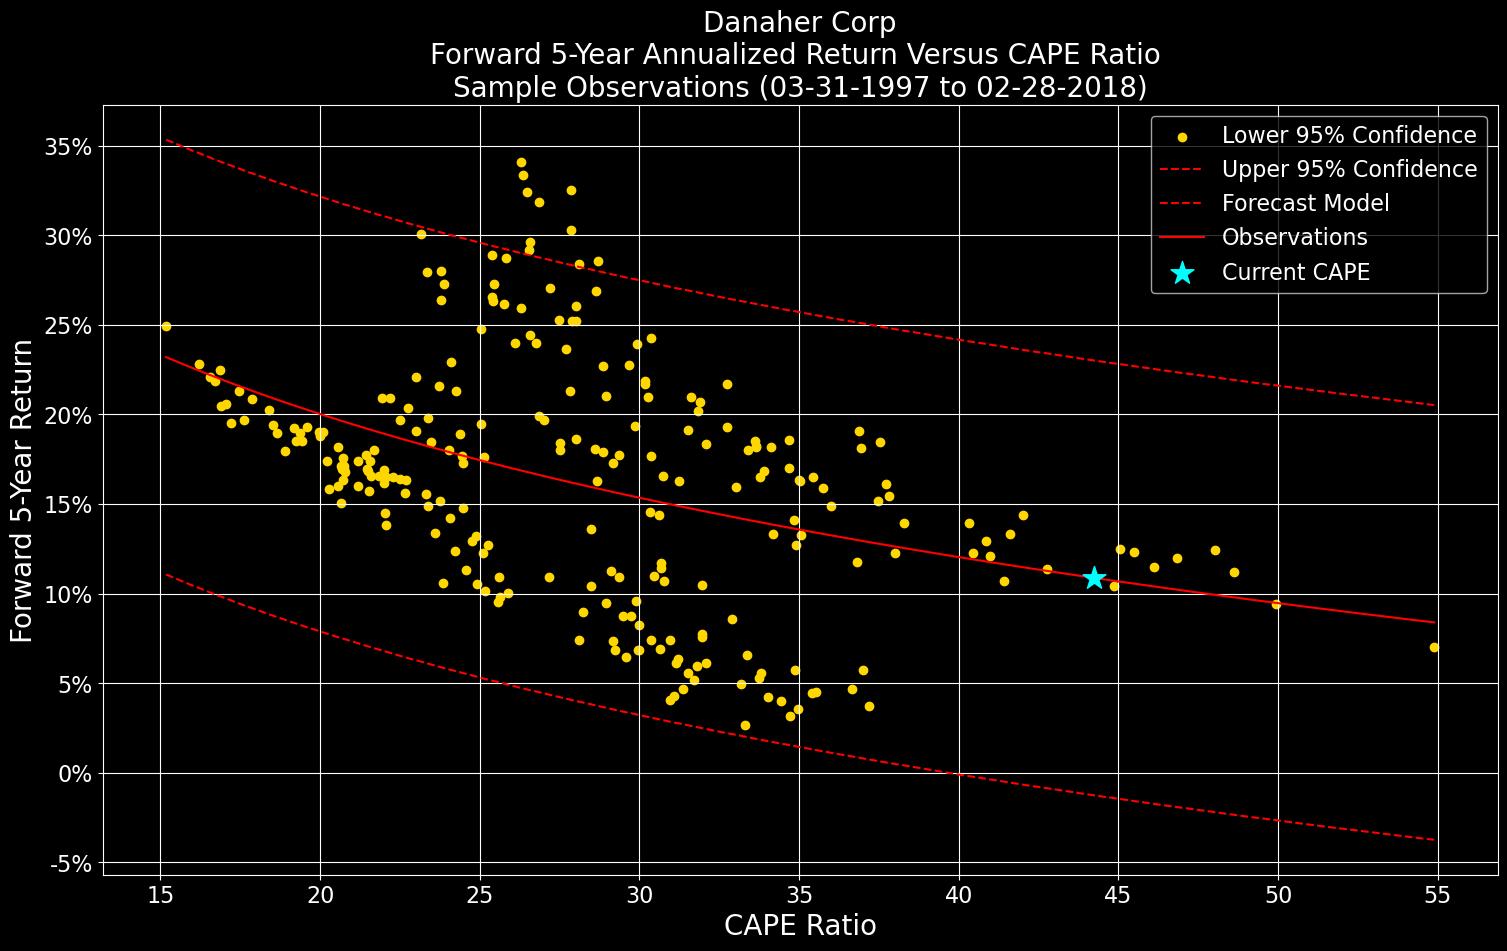 Danaher Corp
Forward 5-Year Annualized Return Versus CAPE Ratio
Sample Observations (03-31-1997 to 02-28-2018)
Lower 95% Confidence
Upper 95% Confidence
Forecast Model
Observations
Current CAPE
Forward 5-Year Return
35%
30%
25%
20%
15%
10%
5%
0%
-5%
15 20 25 30 35 40 45 50 55
CAPE Ratio